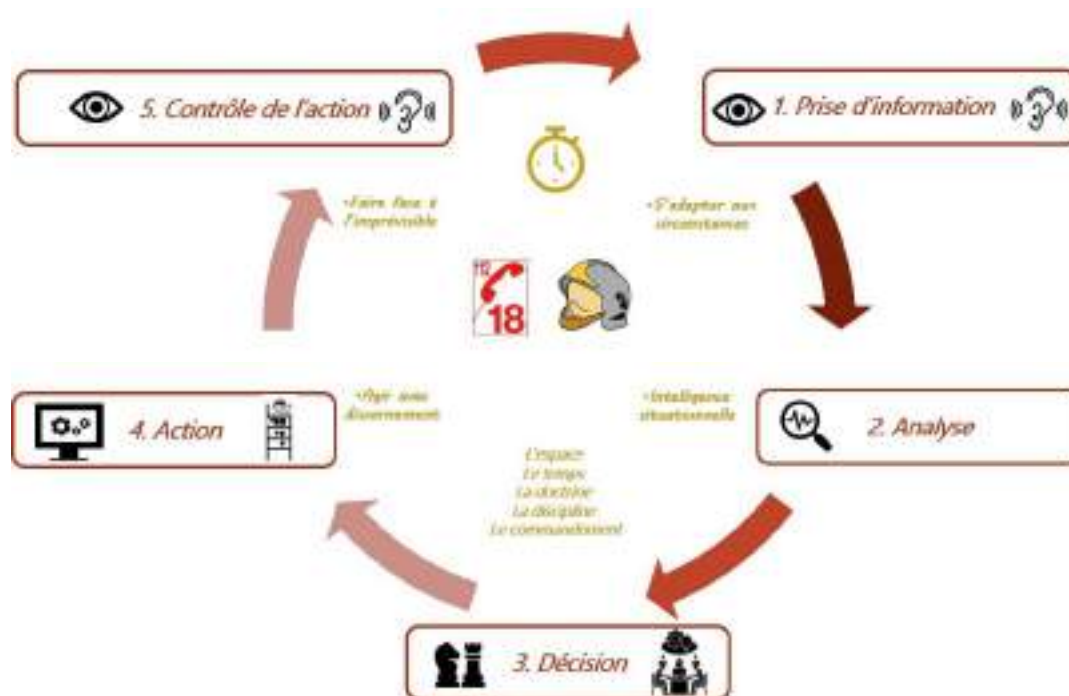 5. Contrôle de l'action
1. Prise d'information
•Faire face à
l'imprévisible
•S'adapter aux
circonstances
112
18
4. Action
•Agir avec
discernement
•Intelligence
situationnelle
2. Analyse
L'espace
Le temps
La doctrine
La discipline
Le commandement
3. Décision